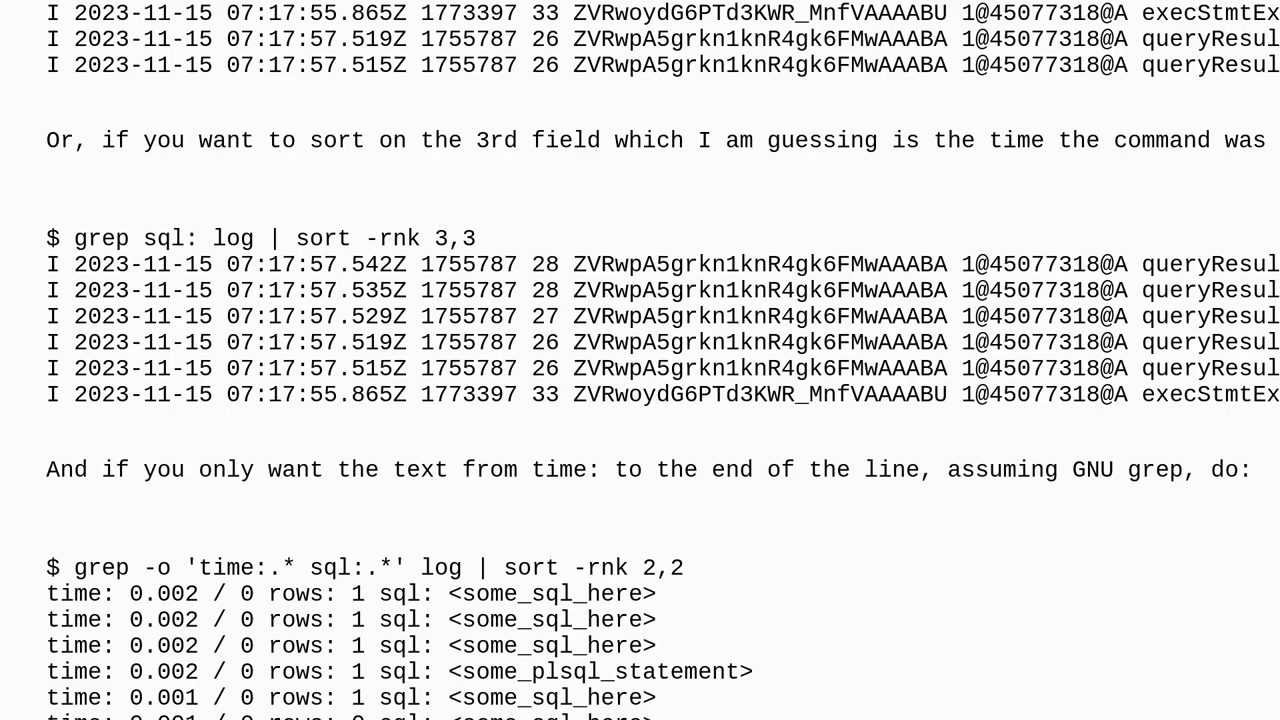 I 2023-11-15 07:17:55.865Z 1773397 33 ZVRwoydG6PTd3KWR_MnfVAAAABU 1@45077318@A execStmtEx
I 2023-11-15 07:17:57.519Z 1755787 26 ZVRwpA5grkn1knR4gk6FMwAAABA 1@45077318@A queryResul
I 2023-11-15 07:17:57.515Z 1755787 26 ZVRwpA5grkn1knR4gk6FMwAAABA 1@45077318@A queryResul
Or, if you want to sort on the 3rd field which I am guessing is the time the command was
$ grep sql: log | sort -rnk 3,3
I 2023-11-15 07:17:57.542Z 1755787 28 ZVRwpA5grkn1knR4gk6FMwAAABA 1@45077318@A queryResul
I 2023-11-15 07:17:57.535Z 1755787 28 ZVRwpA5grkn1knR4gk6FMwAAABA 1@45077318@A queryResul
I 2023-11-15 07:17:57.529Z 1755787 27 ZVRwpA5grkn1knR4gk6FMwAAABA 1@45077318@A queryResul
I 2023-11-15 07:17:57.519Z 1755787 26 ZVRwpA5grkn1knR4gk6FMwAAABA 1@45077318@A queryResul
I 2023-11-15 07:17:57.515Z 1755787 26 ZVRwpA5grkn1knR4gk6FMwAAABA 1@45077318@A queryResul
I 2023-11-15 07:17:55.865Z 1773397 33 ZVRwoydG6PTd3KWR_MnfVAAAABU 1@45077318@A execStmtEx
And if you only want the text from time: to the end of the line, assuming GNU grep, do:
$ grep -o 'time:.* sql:.*' log | sort -rnk 2,2
time: 0.002 / 0 rows: 1 sql: <some_sql_here>
time: 0.002 / 0 rows: 1 sql: <some_sql_here>
time: 0.002 / 0 rows: 1 sql: <some_sql_here>
time: 0.002 / 0 rows: 1 sql: <some_plsql_statement>
time: 0.001 / 0 rows: 1 sql: <some_sql_here>